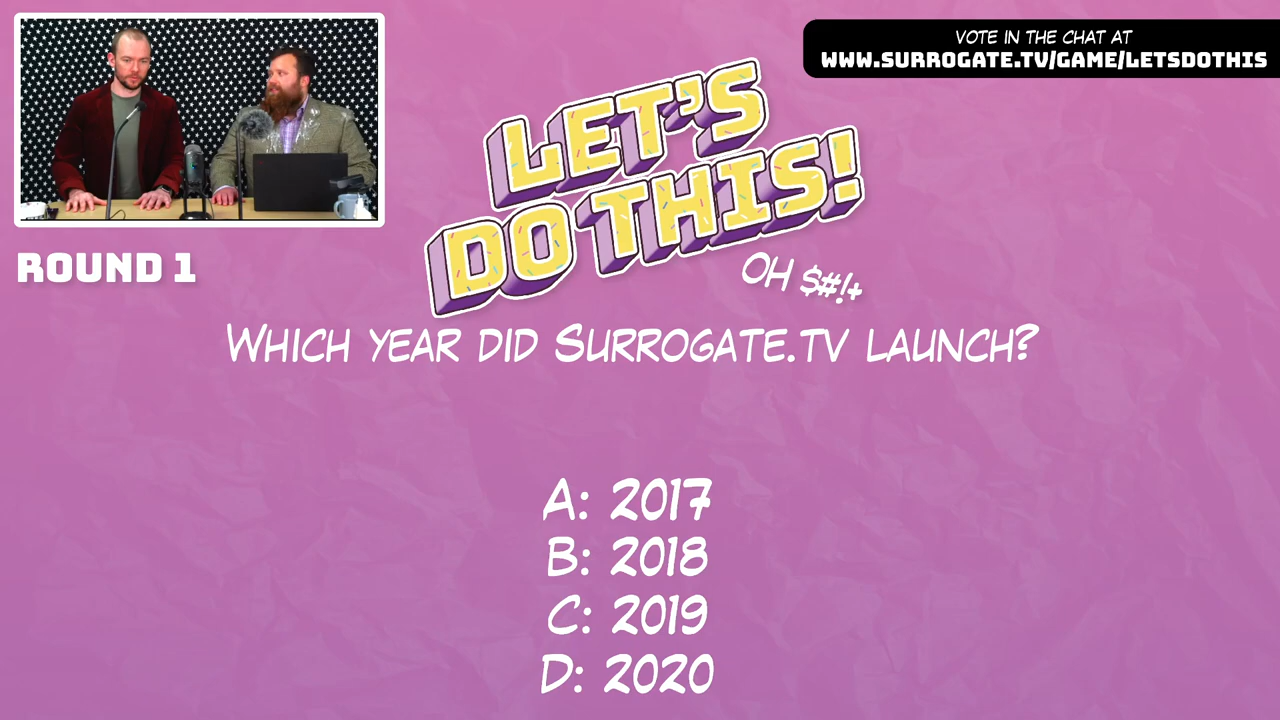 VOTE IN THE CHAT AT
WWW.SURROGATE.TV/GAME/LETSDOTHIS
LET'S
DO THIS!
OH $#!+
ROUND 1
WHICH YEAR DID SURROGATE.TV LAUNCH?
A: 2017
B: 2018
C: 2019
D: 2020